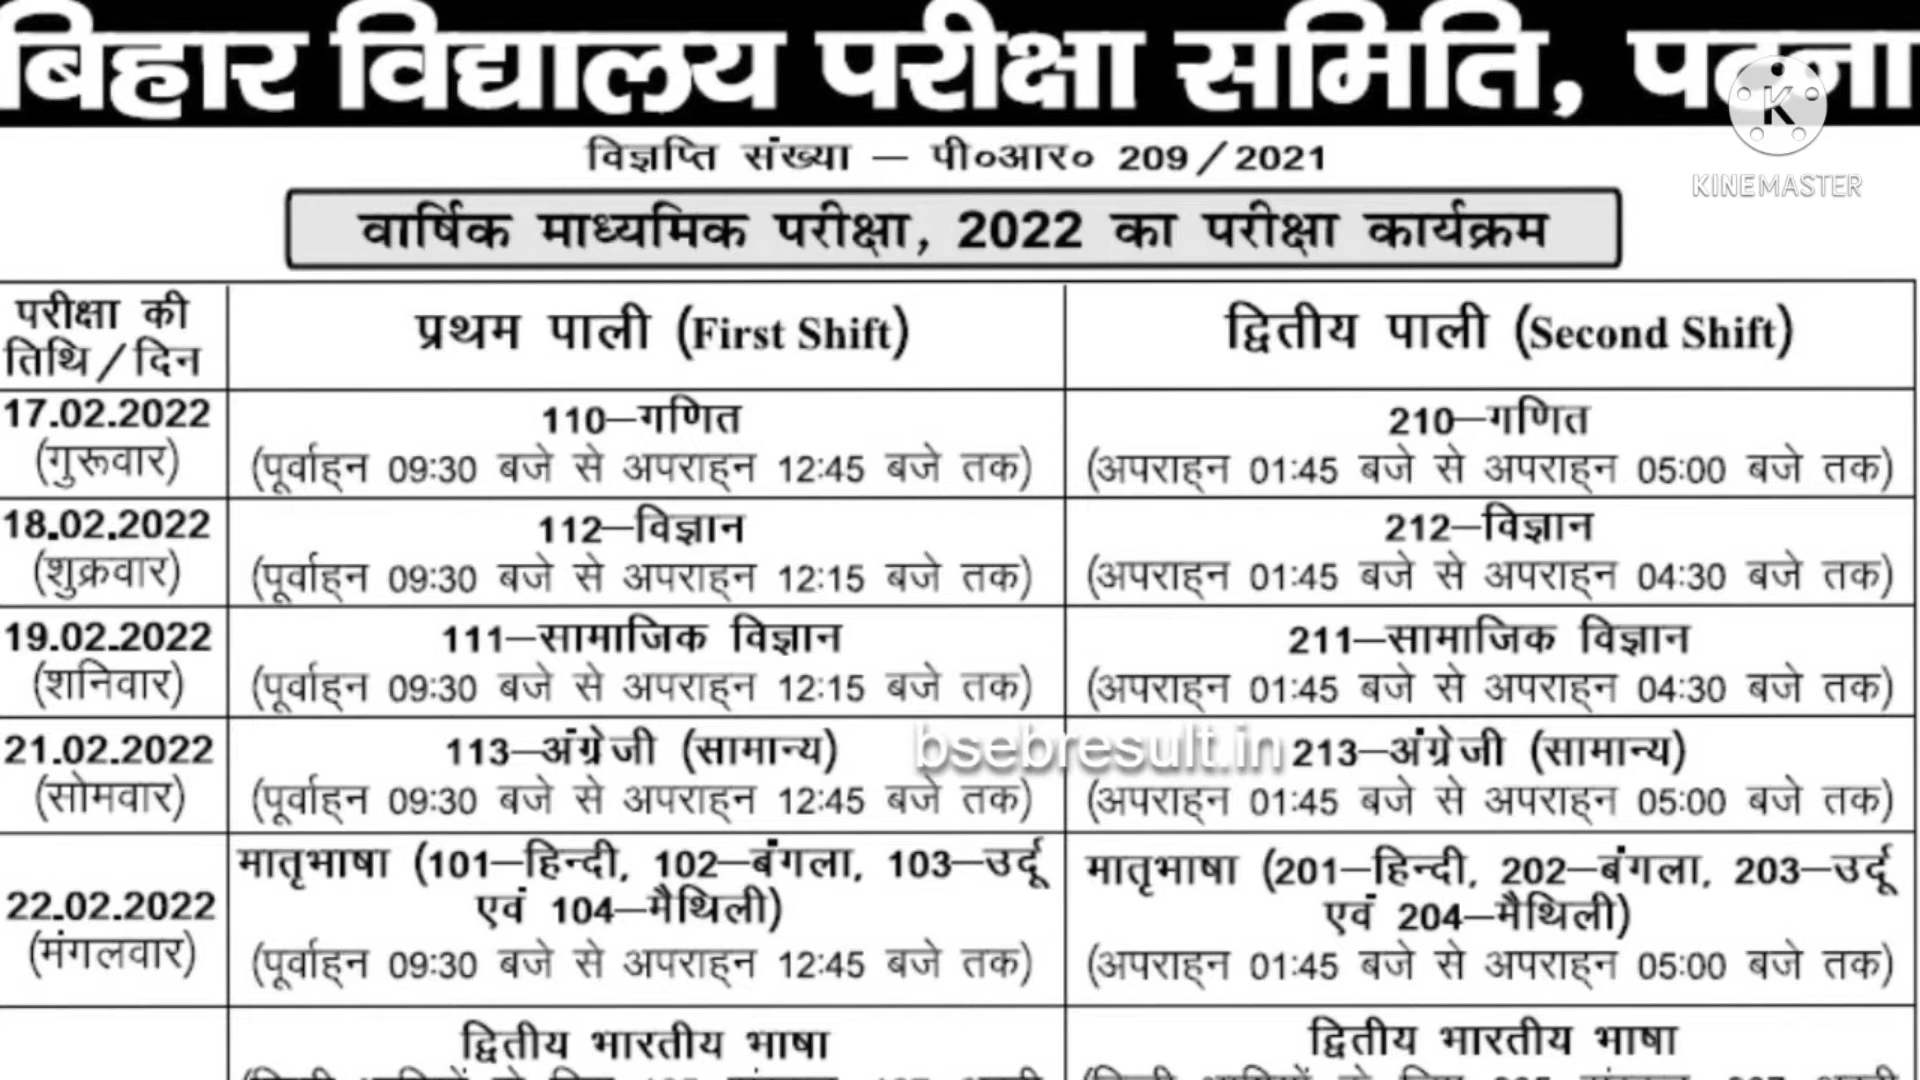 बिहार विद्यालय परीक्षा समिति, पटना
KINEMASTER
विज्ञप्ति संख्या – पी०आर० 209/2021
वार्षिक माध्यमिक परीक्षा, 2022 का परीक्षा कार्यक्रम
परीक्षा की
तिथि/दिन
प्रथम पाली (First Shift)
द्वितीय पाली (Second Shift)
17.02.2022
(गुरूवार)
110–गणित
(पूर्वाह्न 09:30 बजे से अपराह्न 12:45 बजे तक)
210–गणित
(अपराह्न 01:45 बजे से अपराह्न 05:00 बजे तक)
18.02.2022
(शुक्रवार)
112–विज्ञान
(पूर्वाह्न 09:30 बजे से अपराह्न 12:15 बजे तक)
212–विज्ञान
(अपराह्न 01:45 बजे से अपराह्न 04:30 बजे तक)
19.02.2022
(शनिवार)
111–सामाजिक विज्ञान
(पूर्वाह्न 09:30 बजे से अपराह्न 12:15 बजे तक)
211–सामाजिक विज्ञान
(अपराह्न 01:45 बजे से अपराह्न 04:30 बजे तक)
21.02.2022
(सोमवार)
113–अंग्रेजी (सामान्य)
(पूर्वाह्न 09:30 बजे से अपराह्न 12:45 बजे तक)
bsebresult.in
213–अंग्रेजी (सामान्य)
(अपराह्न 01:45 बजे से अपराह्न 05:00 बजे तक)
22.02.2022
(मंगलवार)
मातृभाषा (101–हिन्दी, 102–बंगला, 103–उर्दू
एवं 104–मैथिली)
(पूर्वाह्न 09:30 बजे से अपराह्न 12:45 बजे तक)
मातृभाषा (201–हिन्दी, 202–बंगला, 203–उर्दू
एवं 204–मैथिली)
(अपराह्न 01:45 बजे से अपराह्न 05:00 बजे तक)
द्वितीय भारतीय भाषा
द्वितीय भारतीय भाषा